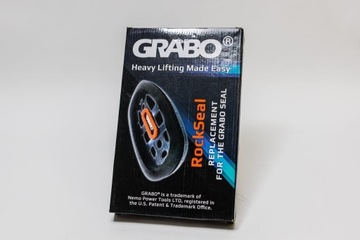 GRABO®
Heavy Lifting Made Easy
RockSeal
REPLACEMENT
FOR THE GRABO SEAL
GRABO® is a trademark of
Nemo Power Tools LTD, registered in
the U.S. Patent & Trademark Office.